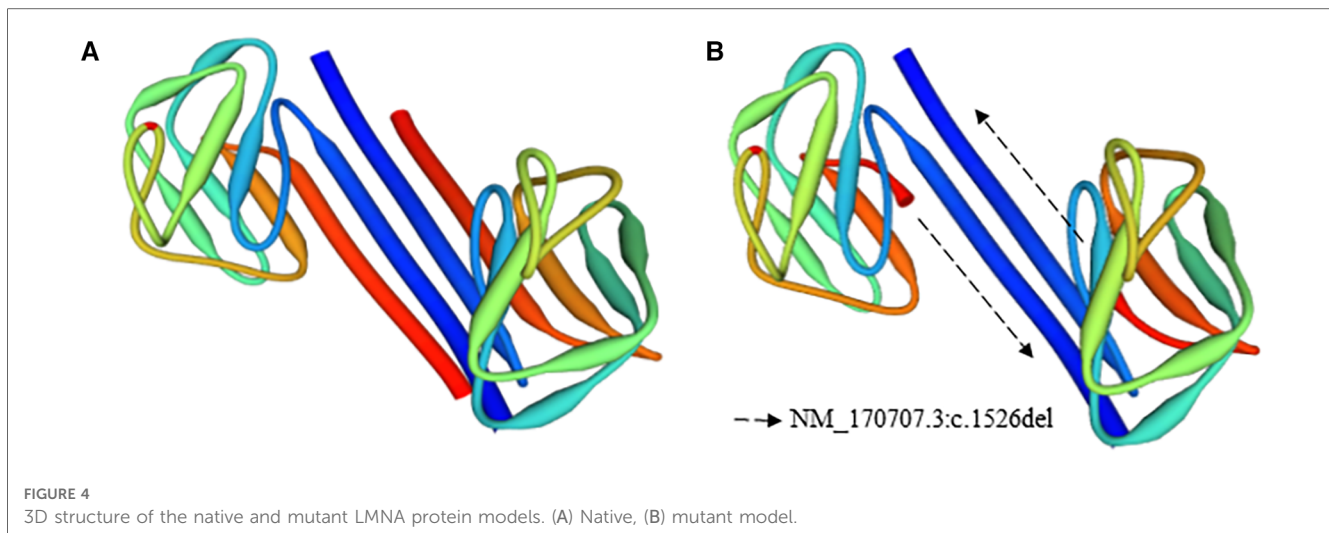 A
B
NM_170707.3:c.1526del
FIGURE 4
3D structure of the native and mutant LMNA protein models. (A) Native, (B) mutant model.